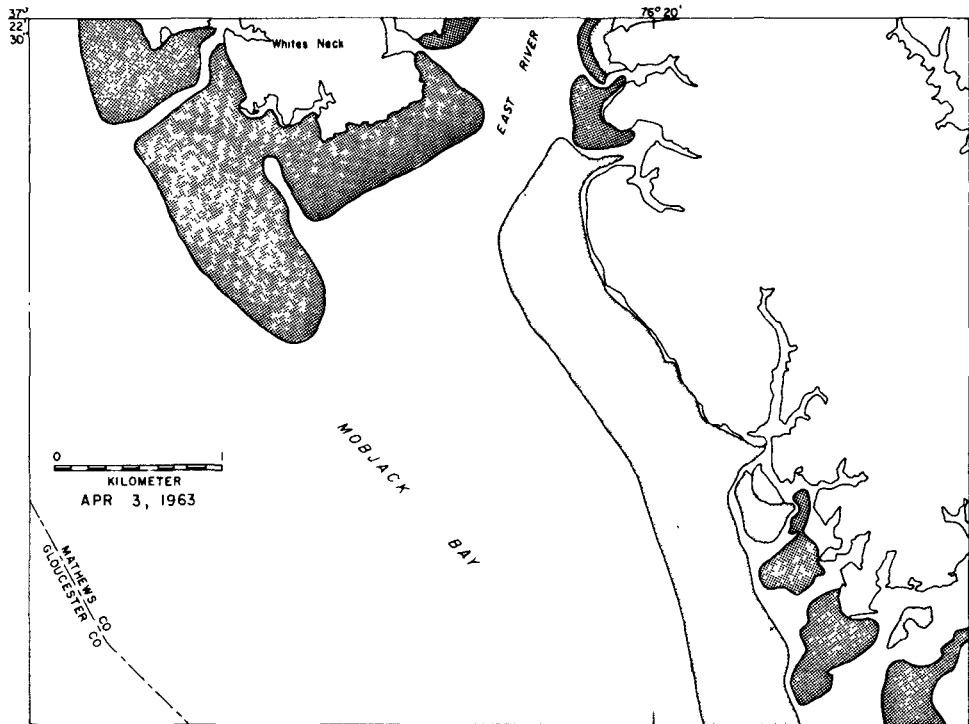 37°
22'
30"
76° 20'
Whites Neck
EAST RIVER
MOBJACK
BAY
0 1
KILOMETER
APR 3, 1963
MATHEWS CO
GLOUCESTER CO